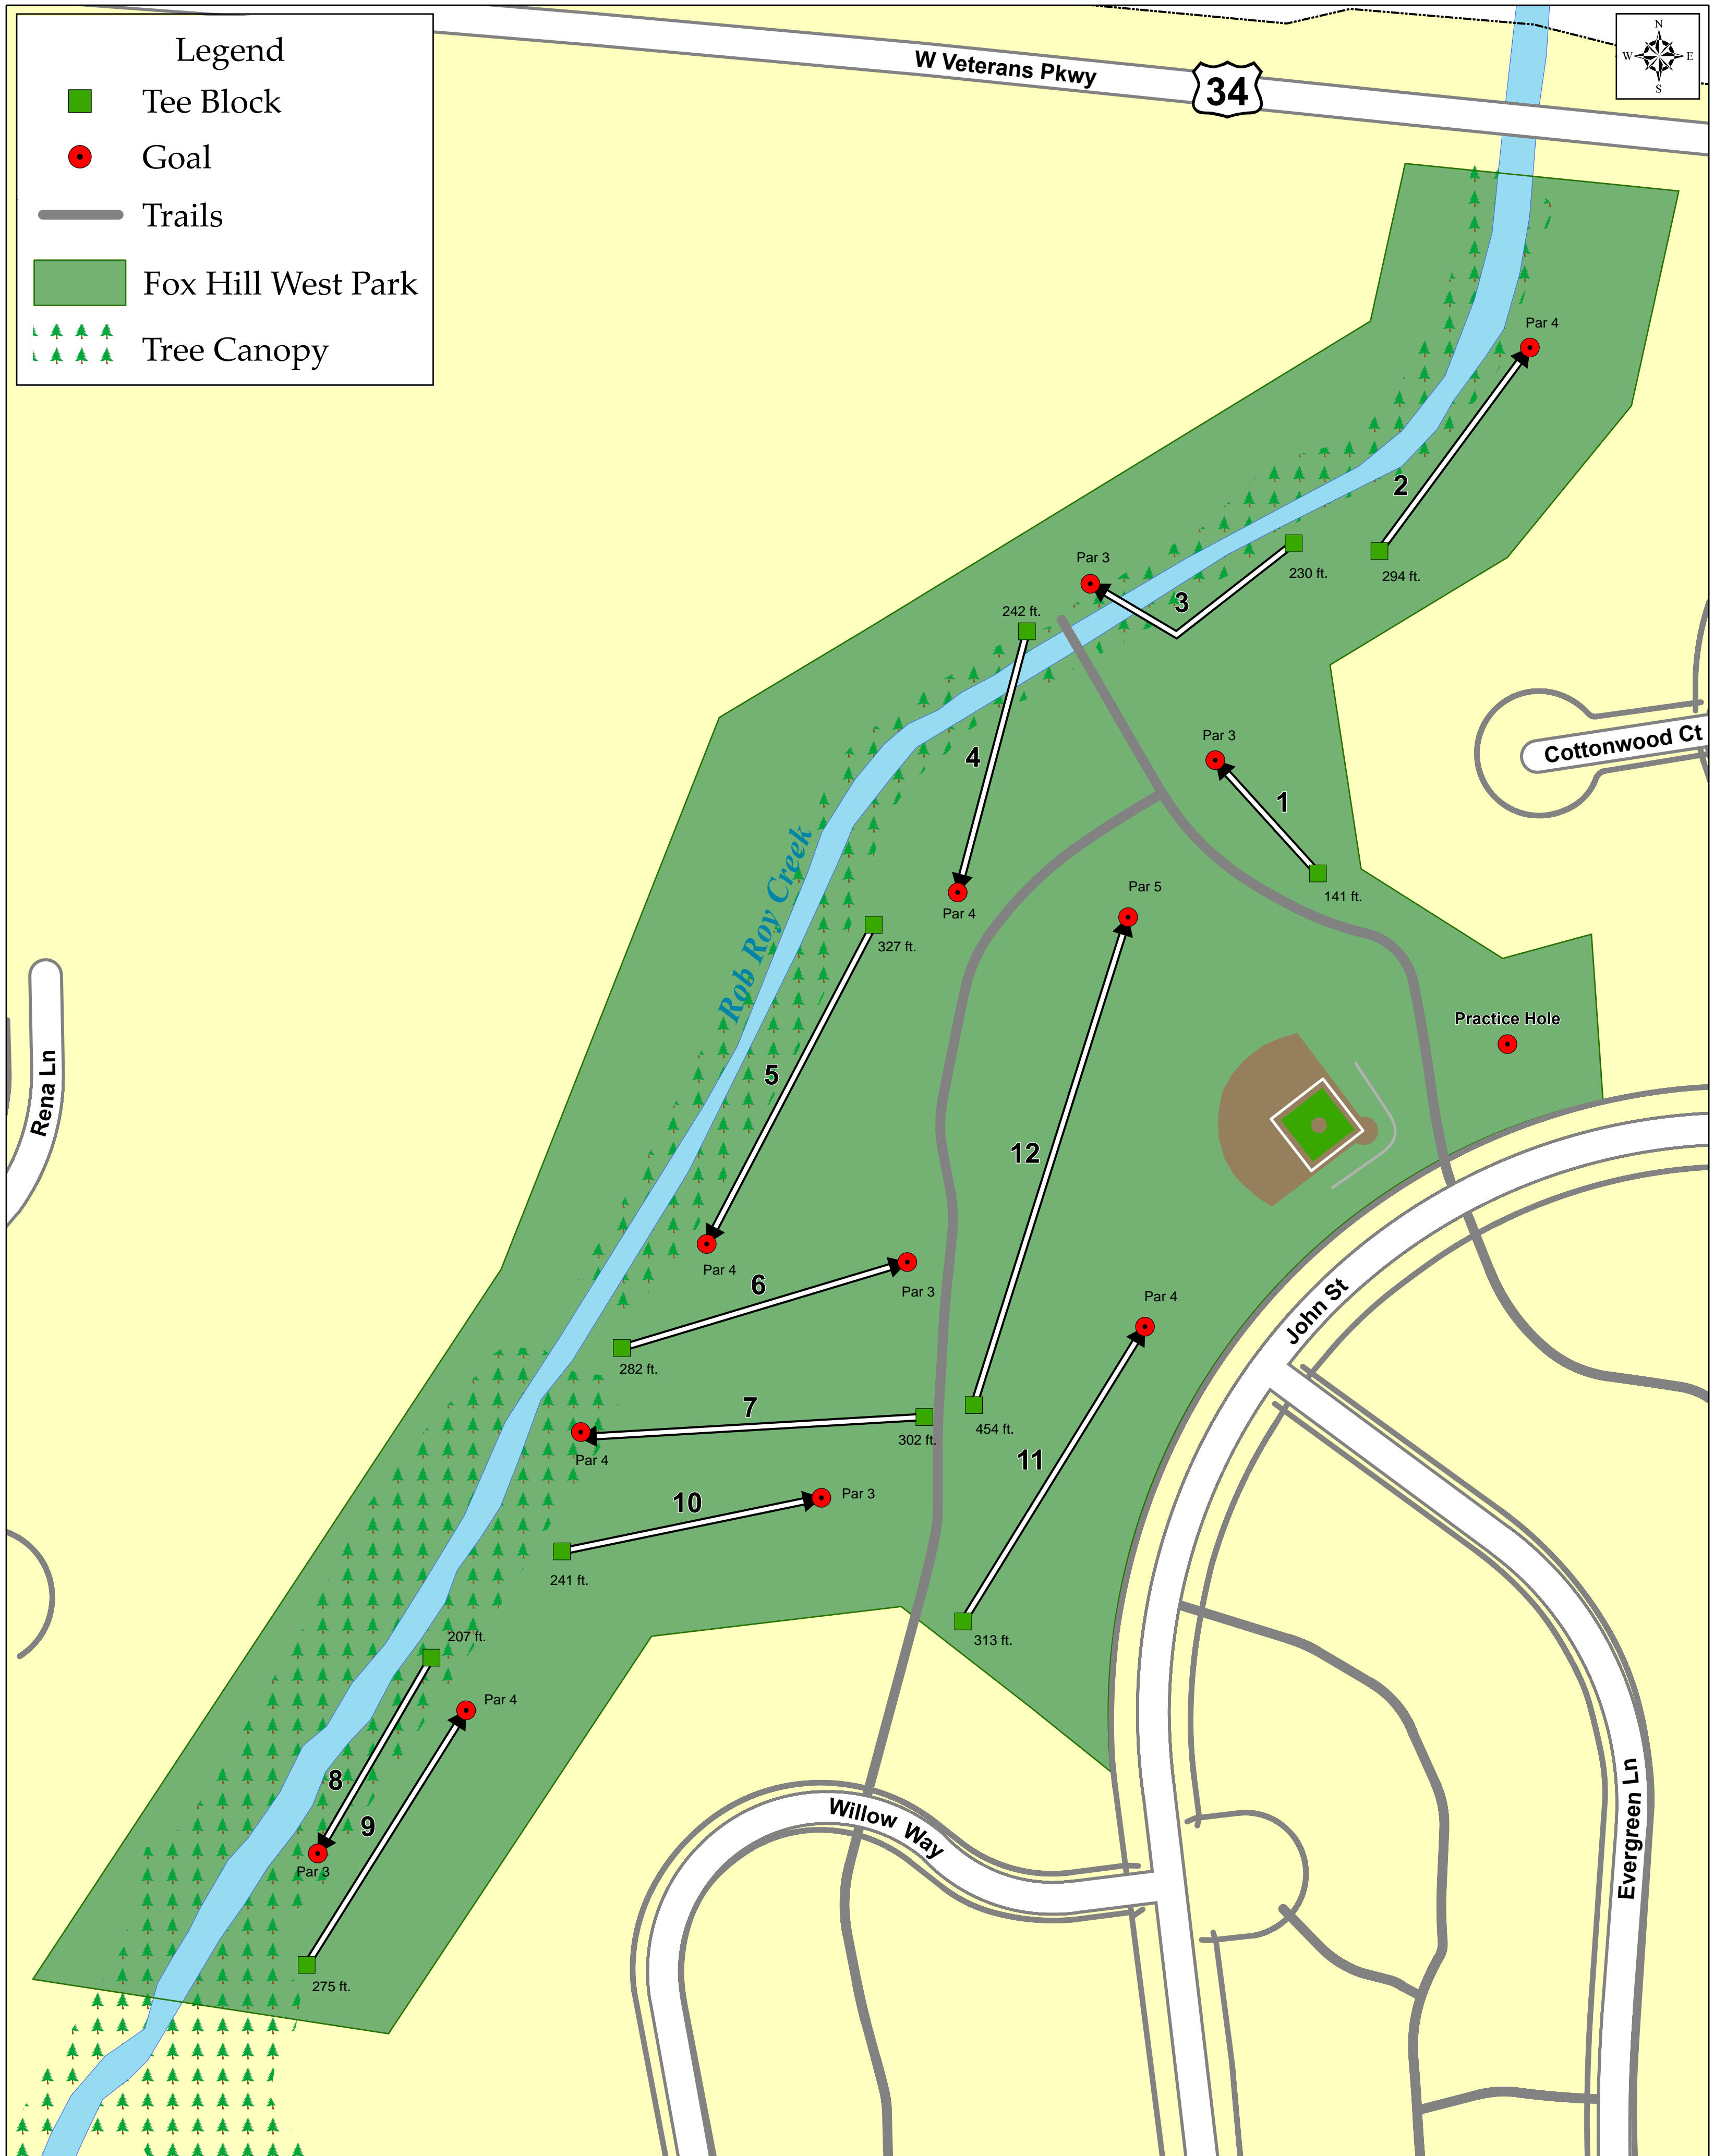 Legend
Tee Block
Goal
Trails
Fox Hill West Park
Tree Canopy
W Veterans Pkwy
34
N
W
E
S
Par 4
2
294 ft.
230 ft.
3
Par 3
242 ft.
4
Par 4
Par 3
1
141 ft.
Cottonwood Ct
Rob Roy Creek
327 ft.
5
Par 4
Par 5
12
454 ft.
Practice Hole
Rena Ln
6
Par 3
282 ft.
7
302 ft.
Par 4
Par 4
11
313 ft.
10
Par 3
241 ft.
207 ft.
8
Par 3
Par 4
9
275 ft.
John St
Willow Way
Evergreen Ln